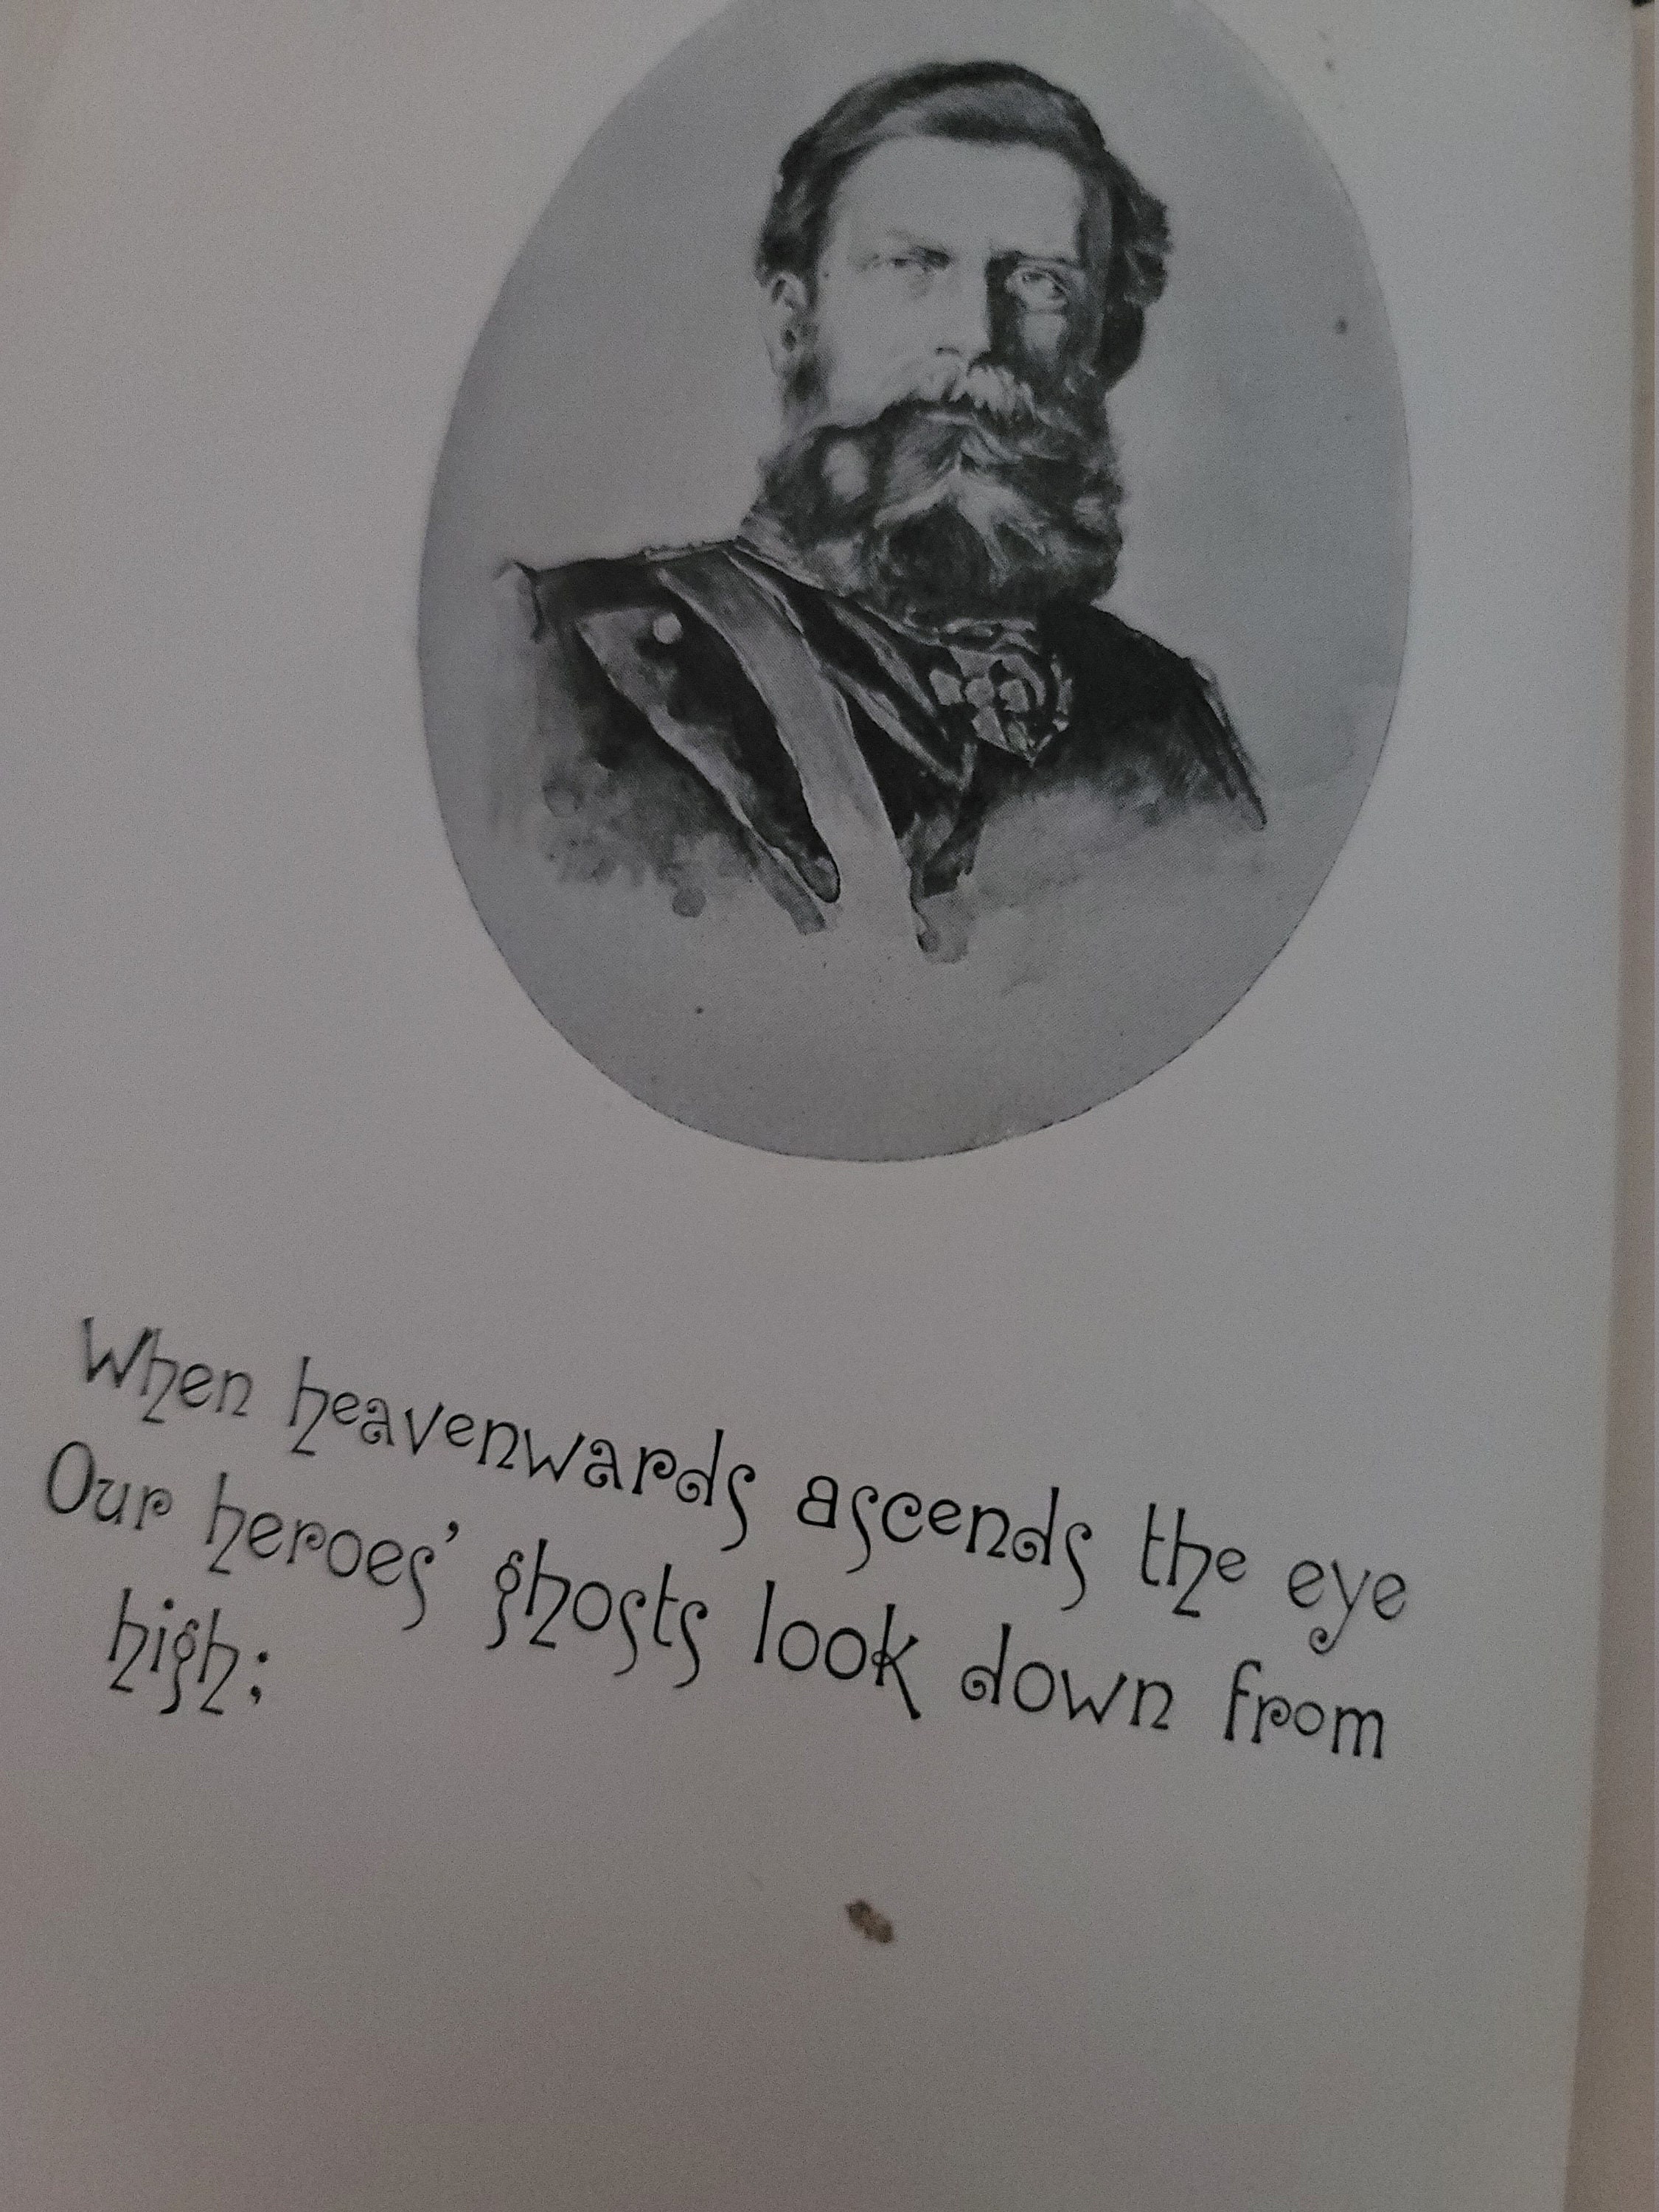 When heavenwards ascends the eye
Our heroes' ghosts look down from
high: